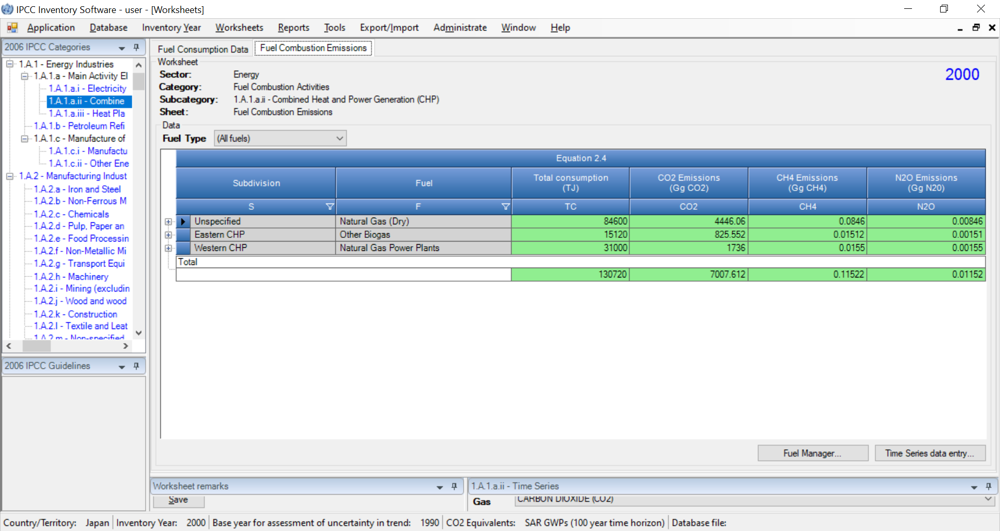 IPCC Inventory Software - user - [Worksheets]
Application Database Inventory Year Worksheets Reports Tools Export/Import Administrate Window Help
2006 IPCC Categories
1.A.1 - Energy Industries
1.A.1.a - Main Activity El
1.A.1.a.i - Electricity
1.A.1.a.ii - Combine
1.A.1.a.iii - Heat Pla
1.A.1.b - Petroleum Refi
1.A.1.c - Manufacture of
1.A.1.c.i - Manufactu
1.A.1.c.ii - Other Ene
1.A.2 - Manufacturing Indust
1.A.2.a - Iron and Steel
1.A.2.b - Non-Ferrous M
1.A.2.c - Chemicals
1.A.2.d - Pulp, Paper an
1.A.2.e - Food Processin
1.A.2.f - Non-Metallic Mi
1.A.2.g - Transport Equi
1.A.2.h - Machinery
1.A.2.i - Mining (excludin
1.A.2.j - Wood and wood
1.A.2.k - Construction
1.A.2.l - Textile and Leat
1.A.2.m - Non-specified
2006 IPCC Guidelines
Fuel Consumption Data Fuel Combustion Emissions
Worksheet
Sector: Energy
2000
Category: Fuel Combustion Activities
Subcategory: 1.A.1.a.ii - Combined Heat and Power Generation (CHP)
Sheet: Fuel Combustion Emissions
Data
Fuel Type (All fuels)
Equation 2.4
Subdivision Fuel Total consumption (TJ) CO2 Emissions (Gg CO2) CH4 Emissions (Gg CH4) N2O Emissions (Gg N20)
S F TC CO2 CH4 N2O
Unspecified Natural Gas (Dry) 84600 4446.06 0.0846 0.00846
Eastern CHP Other Biogas 15120 825.552 0.01512 0.00151
Western CHP Natural Gas Power Plants 31000 1736 0.0155 0.00155
Total
130720 7007.612 0.11522 0.01152
Fuel Manager... Time Series data entry...
Worksheet remarks
Save
1.A.1.a.ii - Time Series
Gas CARBON DIOXIDE (CO2)
Country/Territory: Japan Inventory Year: 2000 Base year for assessment of uncertainty in trend: 1990 CO2 Equivalents: SAR GWPs (100 year time horizon) Database file: